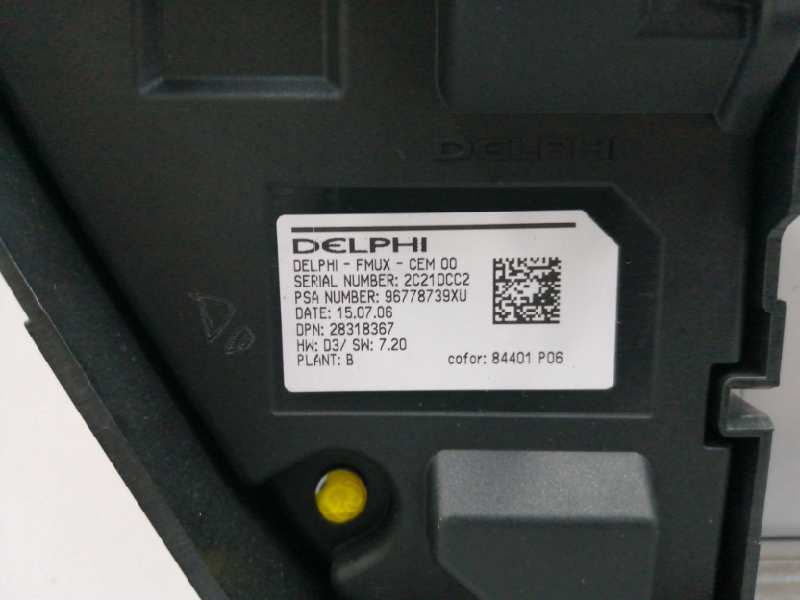 DELPHI
DELPHI
DELPHI - FMUX - CEM 00
SERIAL NUMBER: 2C210CC2
PSA NUMBER: 96778739XU
DATE: 15.07.06
DPN: 28318367
HW: D3/ SW: 7.20
PLANT: B
cofor: 84401 P06